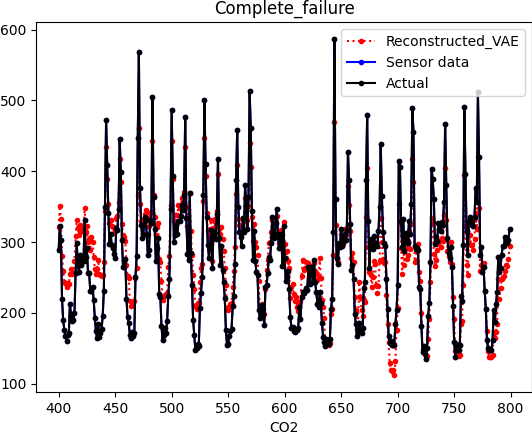 Complete_failure
Reconstructed_VAE
Sensor data
Actual
600
500
400
300
200
100
400 450 500 550 600 650 700 750 800
CO2